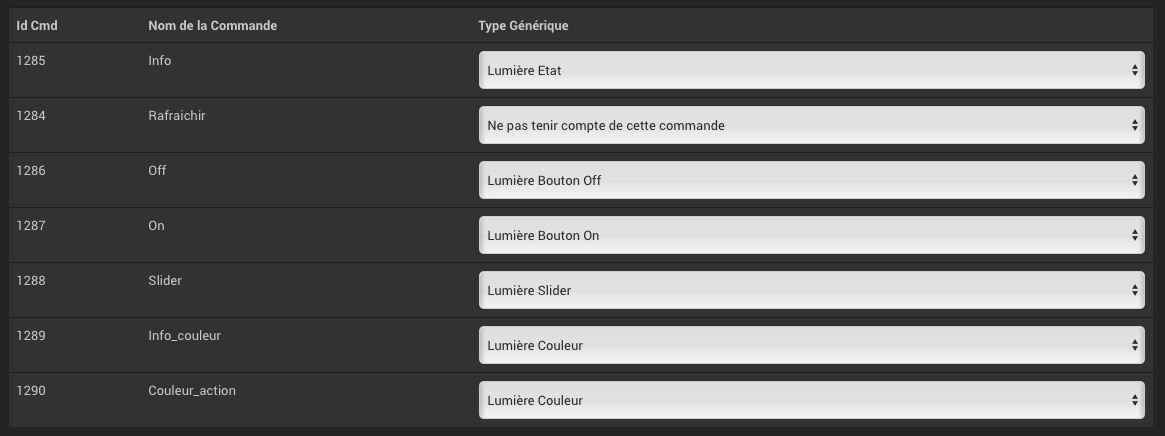 Id Cmd Nom de la Commande Type Générique
1285 Info Lumière Etat
1284 Rafraichir Ne pas tenir compte de cette commande
1286 Off Lumière Bouton Off
1287 On Lumière Bouton On
1288 Slider Lumière Slider
1289 Info_couleur Lumière Couleur
1290 Couleur_action Lumière Couleur